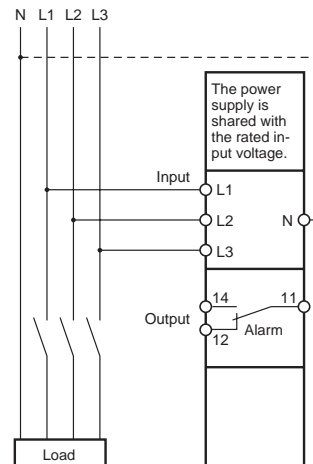 N L1 L2 L3
The power
supply is
shared with
the rated in-
put voltage.
Input
L1
L2
N
L3
14
11
Output
Alarm
12
Load